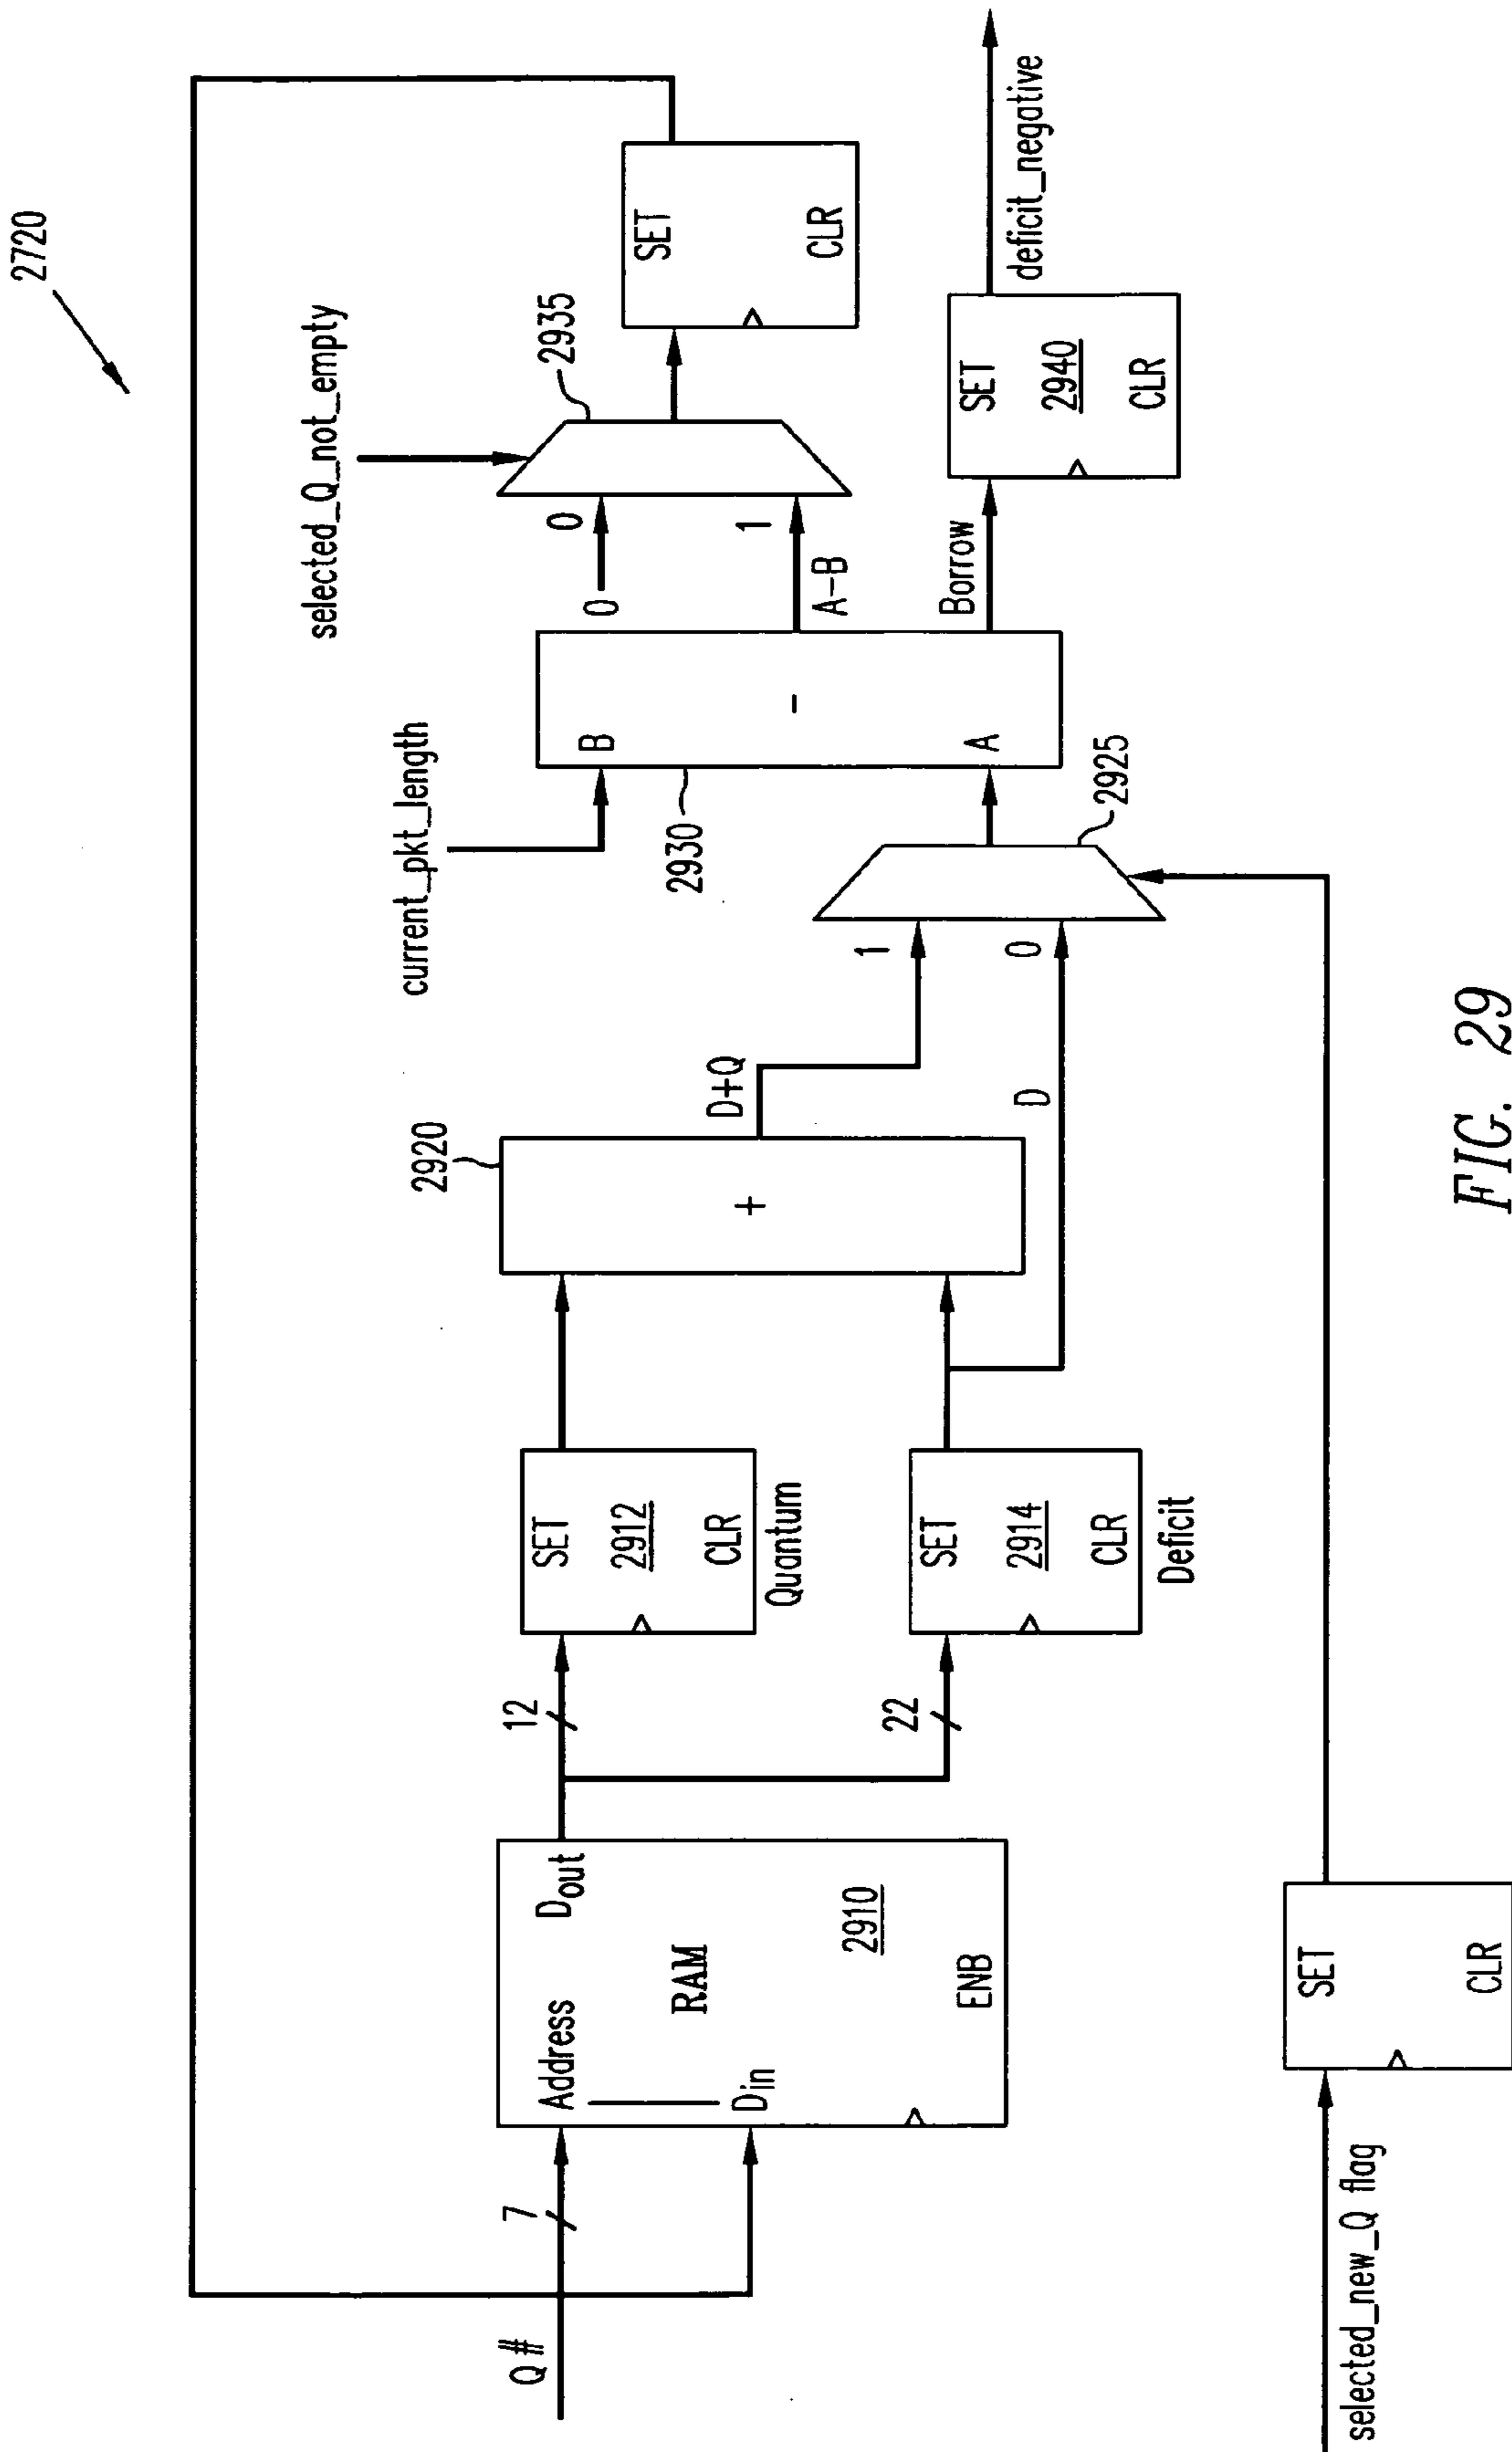 2720
selected_Q_not_empty
2935
SET
CLR
0
0
1
A-B
current_pkt_length
B
-
A
2930
Borrow
SET
2940
CLR
deficit_negative
2925
1
0
D+Q
D
2920
+
SET
2912
CLR
Quantum
SET
2914
CLR
Deficit
12
22
Address
Dout
RAM
2910
Din
ENB
Q#
7
selected_new_Q flag
SET
CLR
FIG. 29